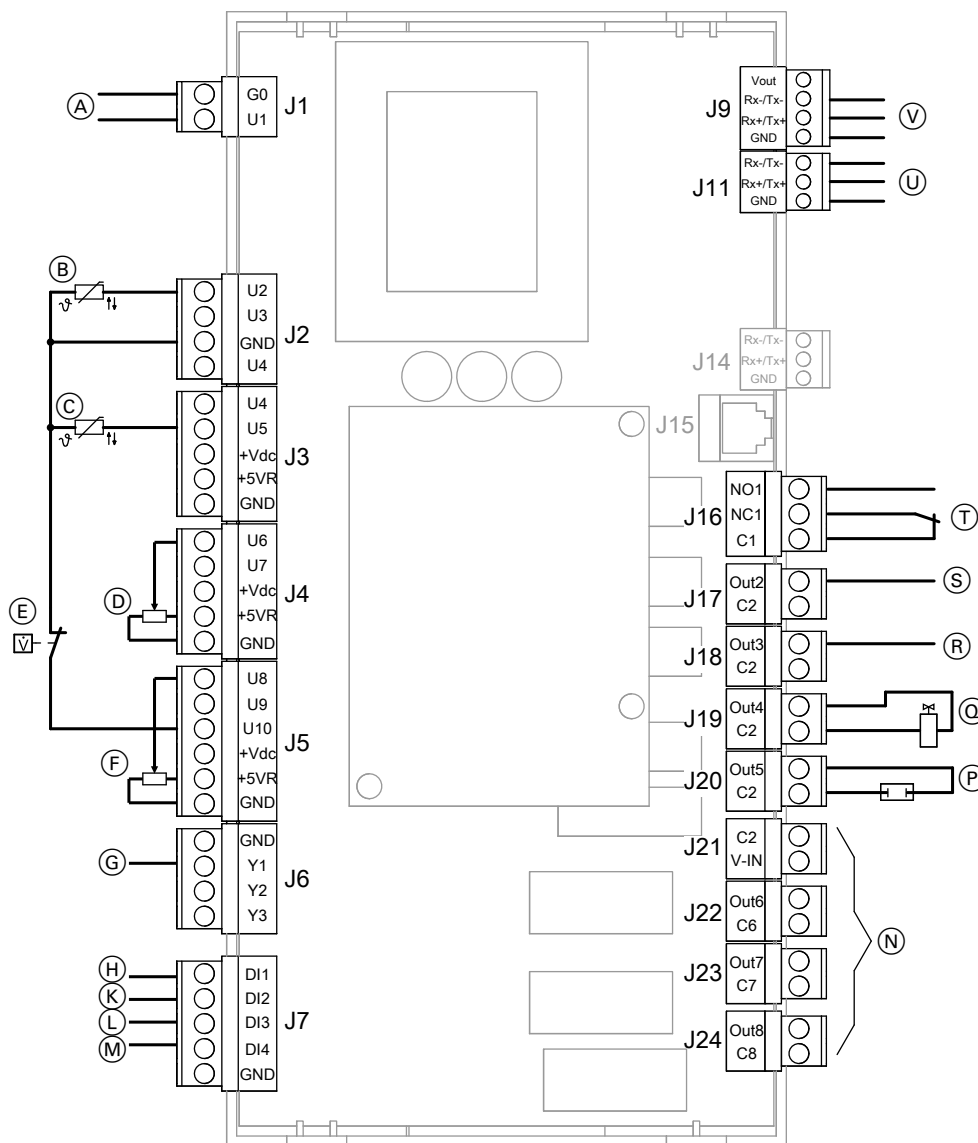 A
G0
U1
J1
B
U2
U3
GND
U4
J2
ϑ
C
U4
U5
+Vdc
+5VR
GND
J3
ϑ
D
U6
U7
+Vdc
+5VR
GND
J4
E
V̇
U8
U9
U10
+Vdc
+5VR
GND
J5
F
G
GND
Y1
Y2
Y3
J6
H
K
L
M
DI1
DI2
DI3
DI4
GND
J7
J9
Vout
Rx-/Tx-
Rx+/Tx+
GND
V
J11
Rx-/Tx-
Rx+/Tx+
GND
U
J14
Rx-/Tx-
Rx+/Tx+
GND
J15
J16
NO1
NC1
C1
T
J17
Out2
C2
S
J18
Out3
C2
R
J19
Out4
C2
Q
J20
Out5
C2
P
J21
C2
V-IN
J22
Out6
C6
N
J23
Out7
C7
J24
Out8
C8